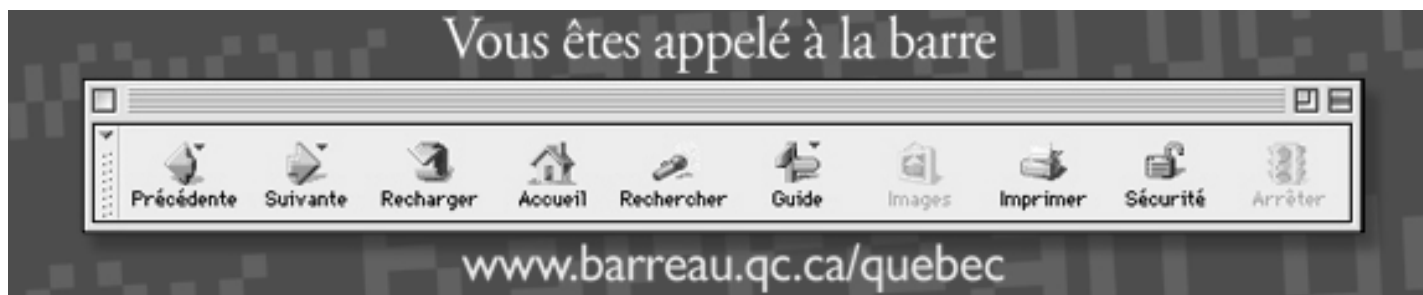 Vous êtes appelé à la barre
Précédente Suivante Recharger Accueil Rechercher Guide Images Imprimer Sécurité Arrêter
www.barreau.qc.ca/quebec